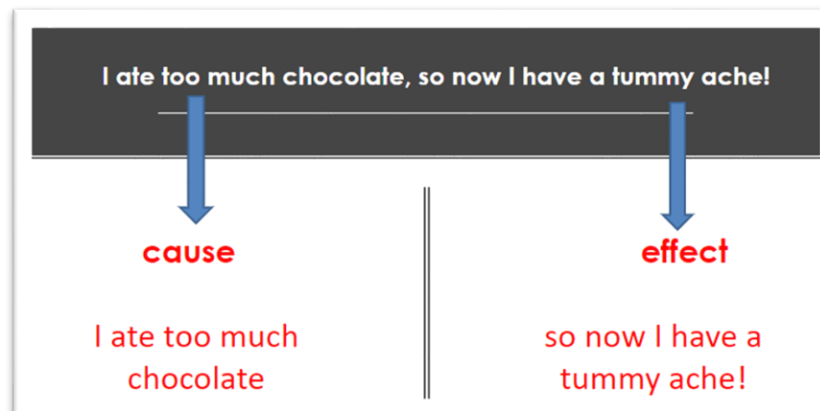 I ate too much chocolate, so now I have a tummy ache!
cause
I ate too much
chocolate
effect
so now I have a
tummy ache!